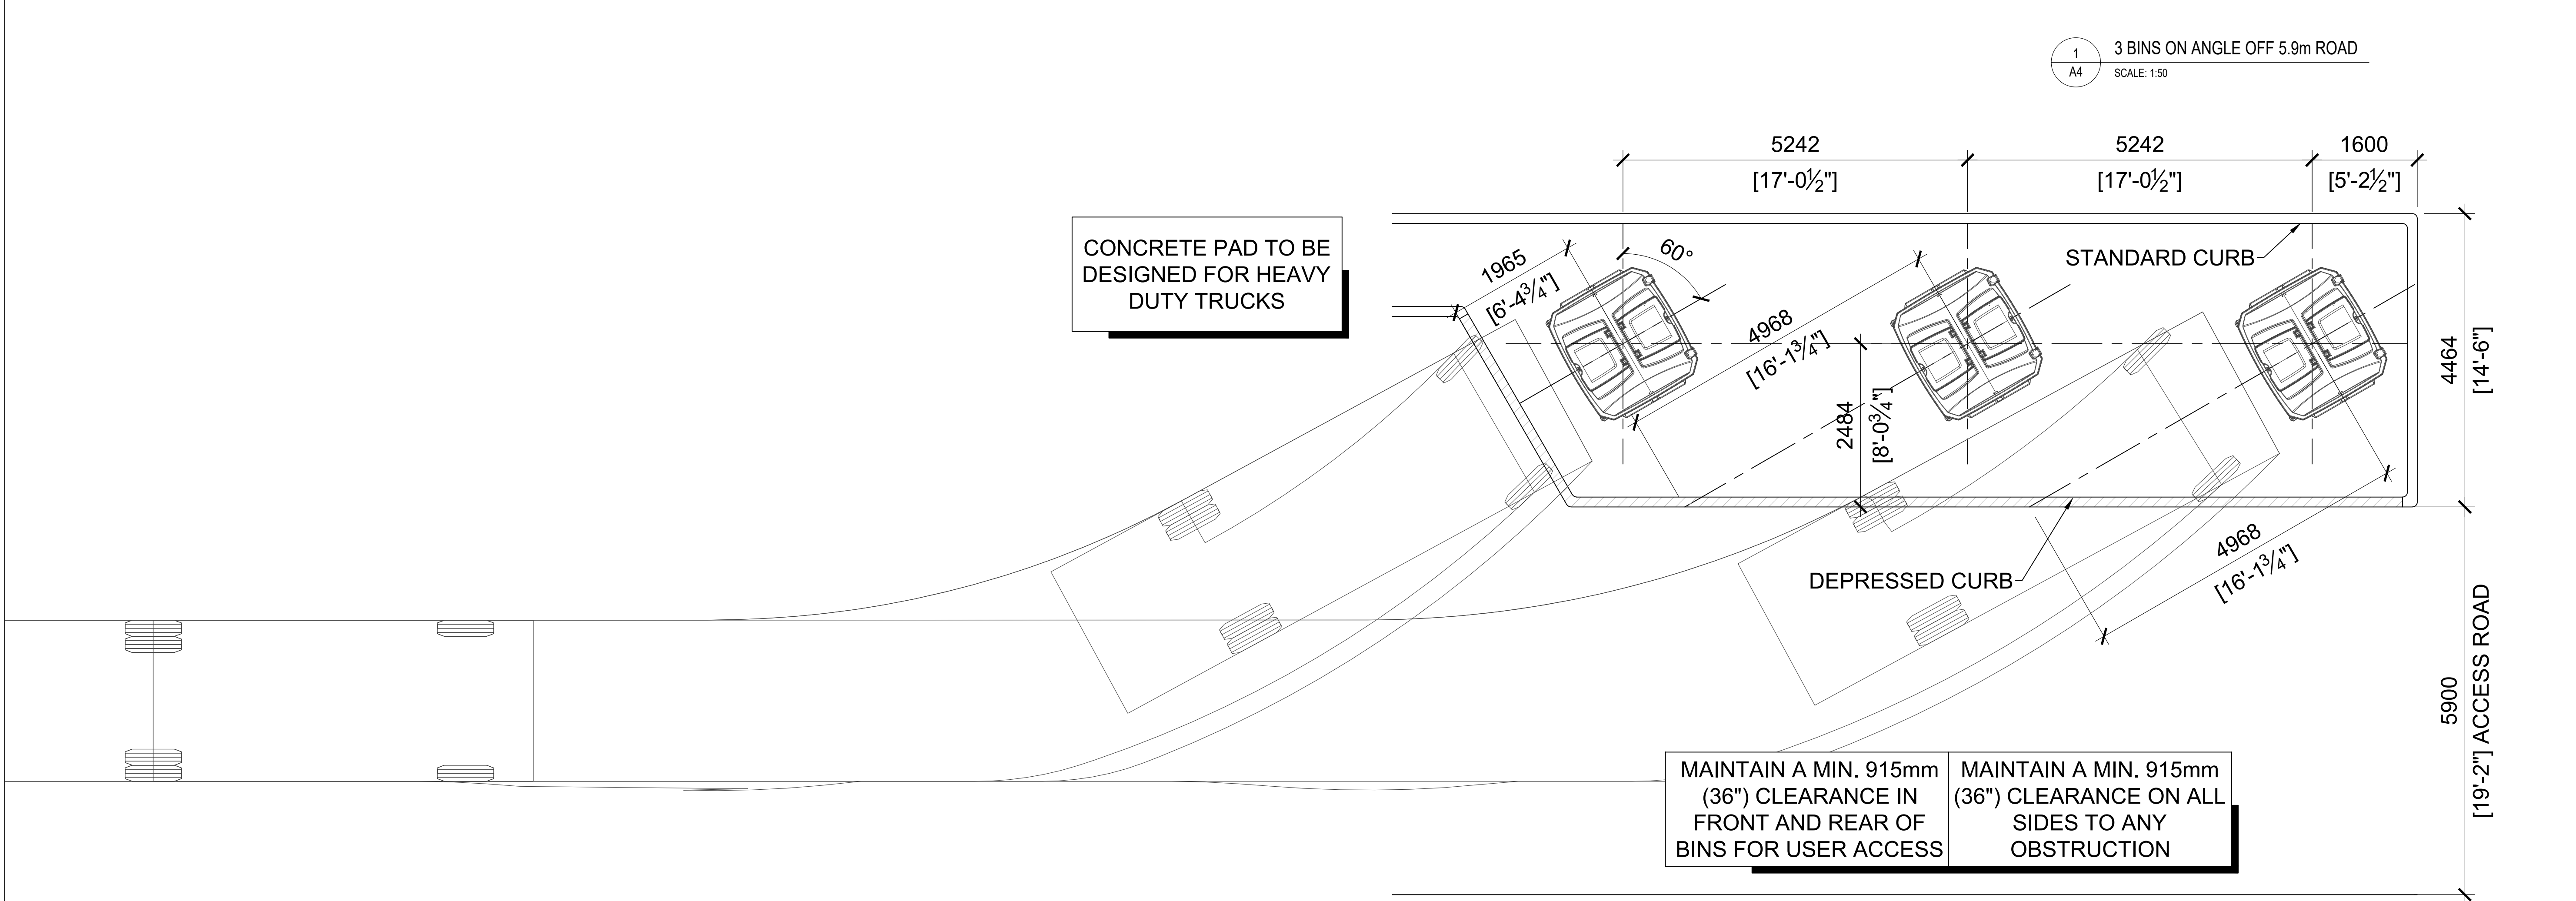 1
A4
3 BINS ON ANGLE OFF 5.9m ROAD
SCALE: 1:50
5242
[17'-0½"]
5242
[17'-0½"]
1600
[5'-2½"]
CONCRETE PAD TO BE
DESIGNED FOR HEAVY
DUTY TRUCKS
1965
[6'-4¾"]
60°
4968
[16'-1¾"]
STANDARD CURB
2484
[8'-0¾"]
4464
[14'-6"]
DEPRESSED CURB
4968
[16'-1¾"]
5900
[19'-2"] ACCESS ROAD
MAINTAIN A MIN. 915mm
(36") CLEARANCE IN
FRONT AND REAR OF
BINS FOR USER ACCESS
MAINTAIN A MIN. 915mm
(36") CLEARANCE ON ALL
SIDES TO ANY
OBSTRUCTION